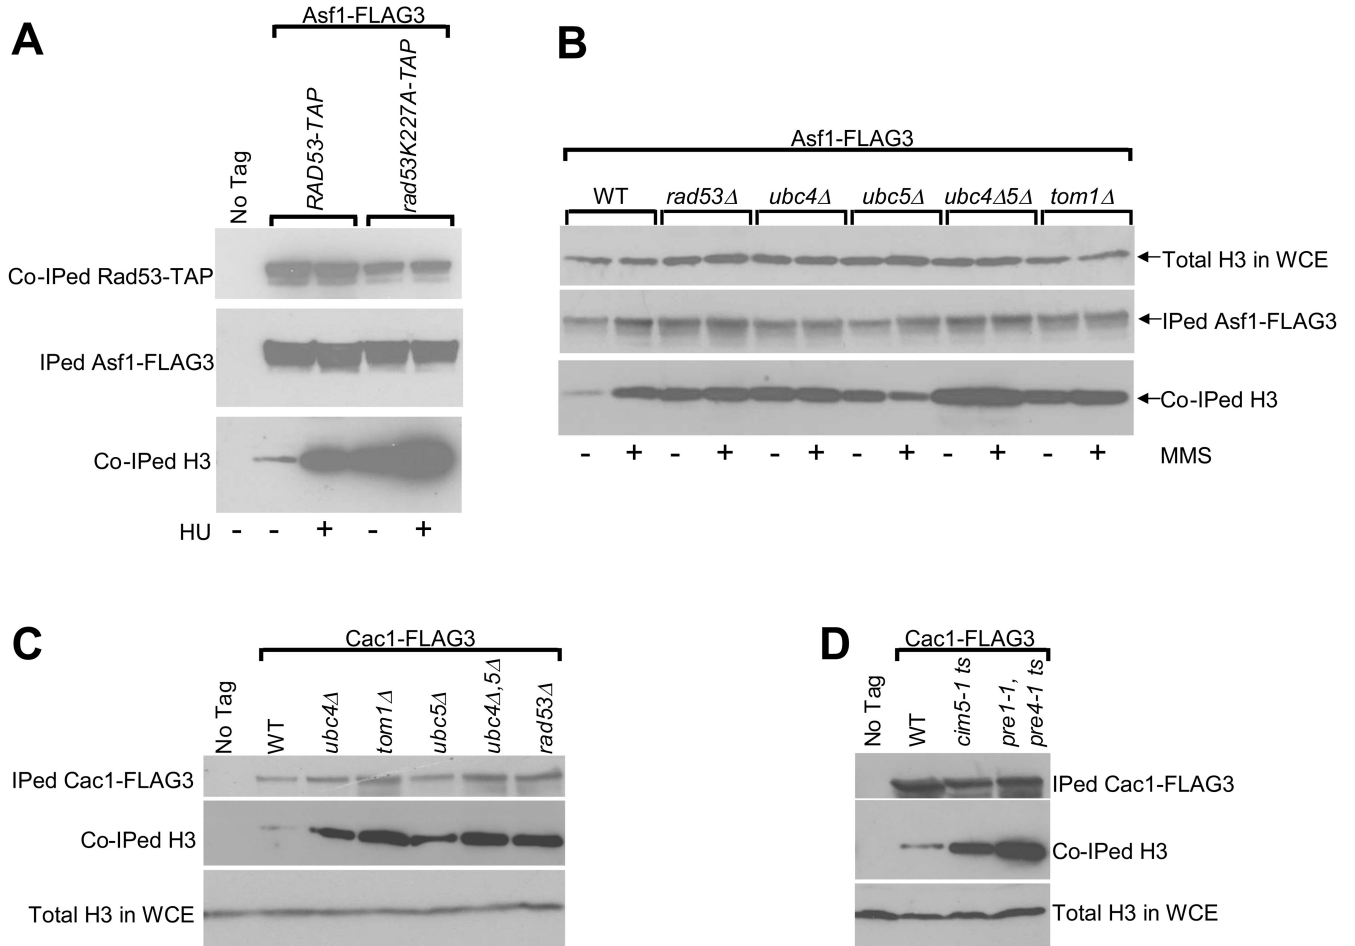 A
Asf1-FLAG3
No Tag
RAD53-TAP
rad53K227A-TAP
Co-IPed Rad53-TAP
IPed Asf1-FLAG3
Co-IPed H3
HU - - + - +
B
Asf1-FLAG3
WT rad53Δ ubc4Δ ubc5Δ ubc4Δ5Δ tom1Δ
Total H3 in WCE
IPed Asf1-FLAG3
Co-IPed H3
- + - + - + - + - + - + MMS
C
Cac1-FLAG3
No Tag
WT
ubc4Δ
tom1Δ
ubc5Δ
ubc4Δ,5Δ
rad53Δ
IPed Cac1-FLAG3
Co-IPed H3
Total H3 in WCE
D
Cac1-FLAG3
No Tag
WT
cim5-1 ts
pre1-1,
pre4-1 ts
IPed Cac1-FLAG3
Co-IPed H3
Total H3 in WCE